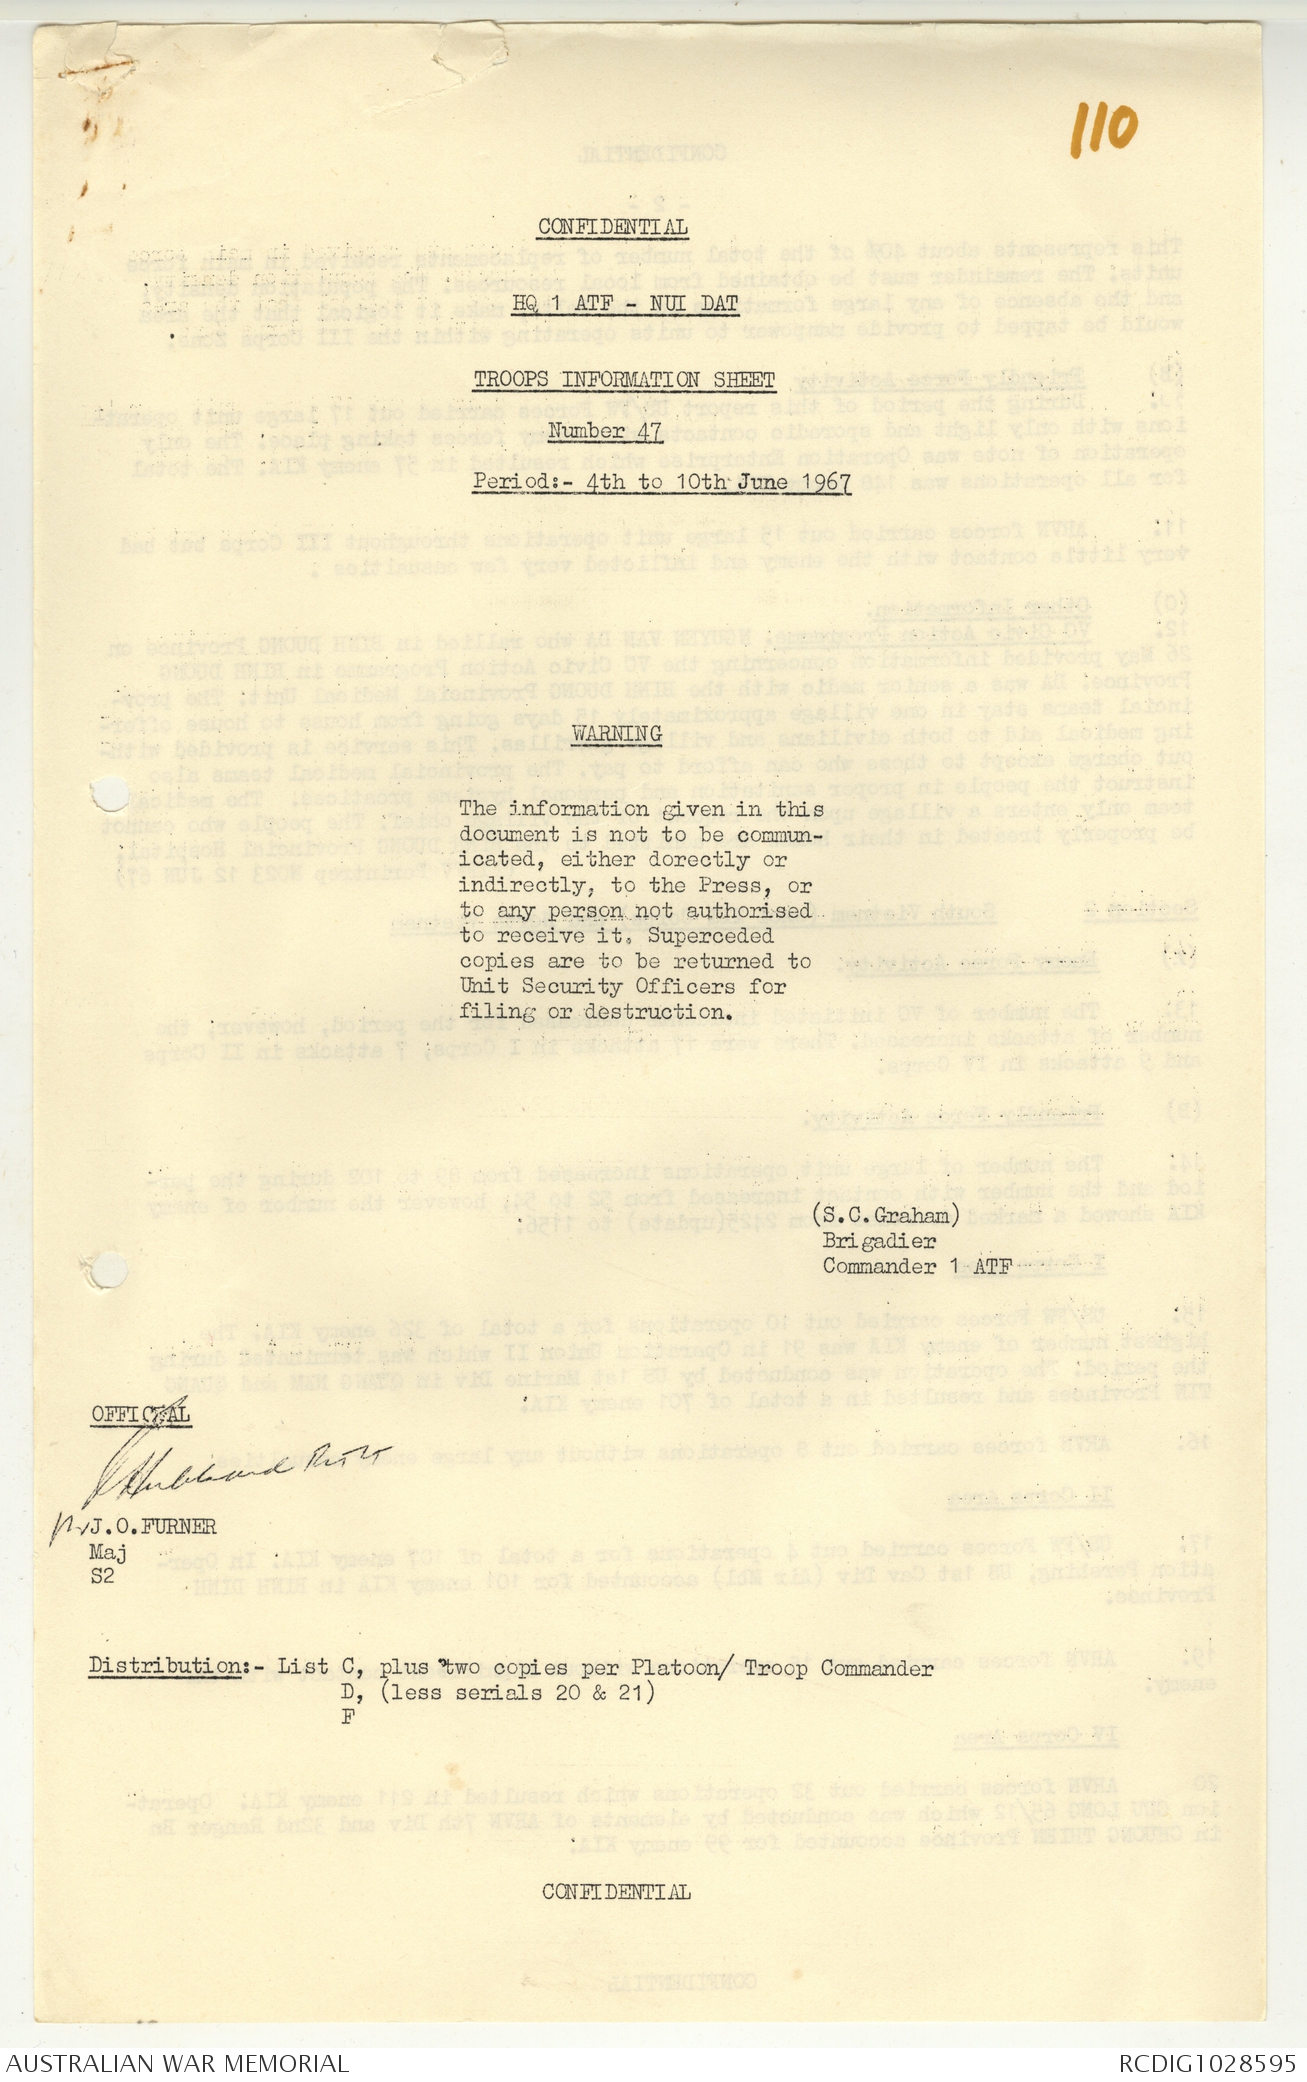 110
CONFIDENTIAL
HQ 1 ATF - NUI DAT
TROOPS INFORMATION SHEET
Number 47
Period:- 4th to 10th June 1967
WARNING
The information given in this
document is not to be commun-
icated, either dorectly or
indirectly, to the Press, or
to any person not authorised
to receive it. Superceded
copies are to be returned to
Unit Security Officers for
filing or destruction.
(S.C.Graham)
Brigadier
Commander 1 ATF
OFFICIAL
J.O.FURNER
Maj
S2
Distribution:- List C, plus two copies per Platoon/ Troop Commander
D, (less serials 20 & 21)
F
CONFIDENTIAL
AUSTRALIAN WAR MEMORIAL
RCDIG1028595